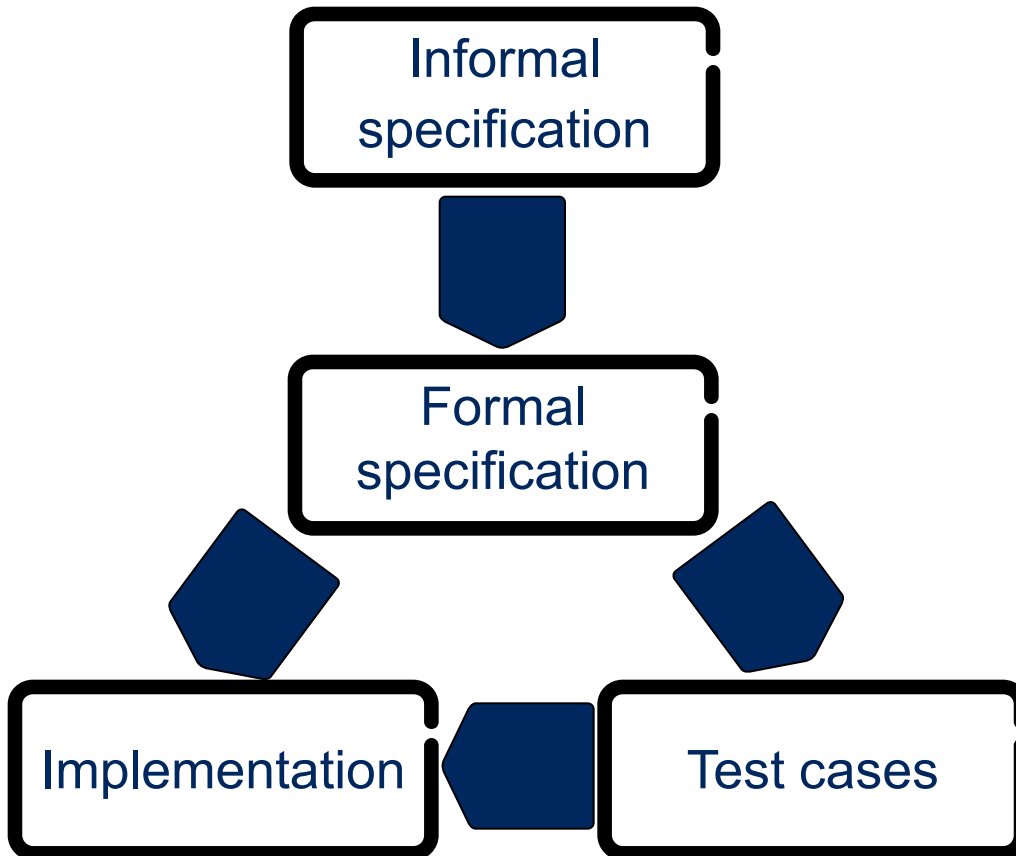 Informal
specification
Formal
specification
Implementation
Test cases